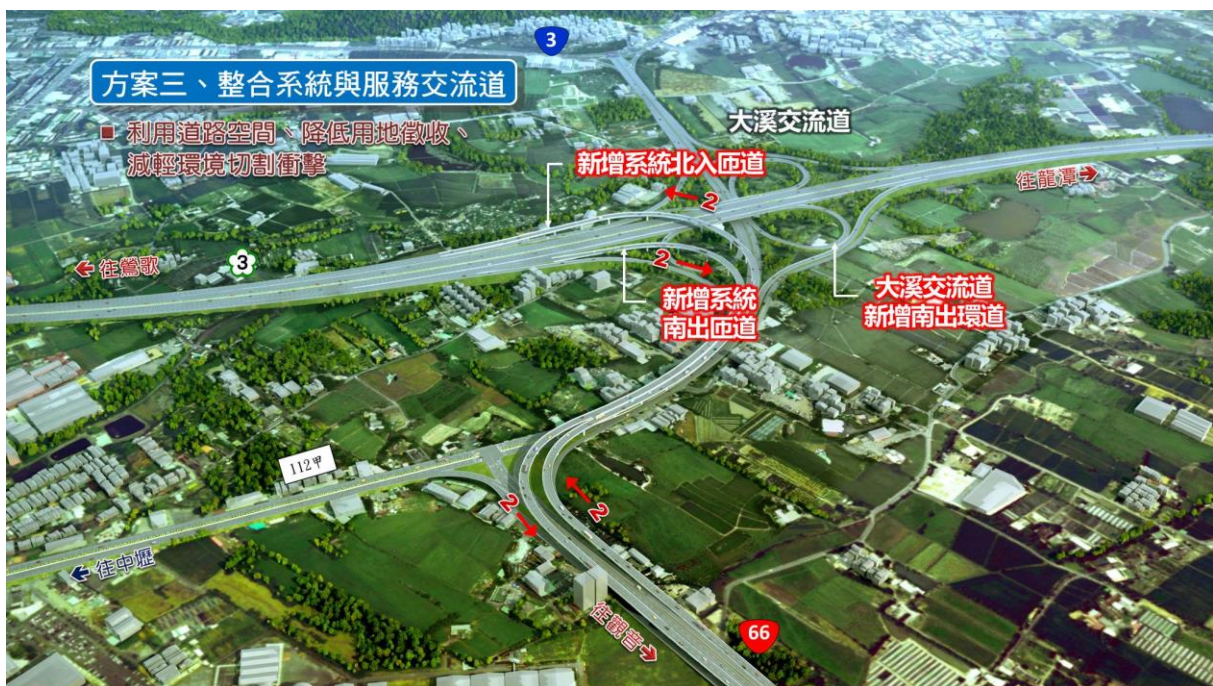 3
方案三、整合系統與服務交流道
■ 利用道路空間、降低用地徵收、
減輕環境切割衝擊
大溪交流道
新增系統北入匝道
2
往龍潭
往鶯歌
3
2
新增系統
南出匝道
大溪交流道
新增南出環道
112甲
2
2
往中壢
往觀音
66